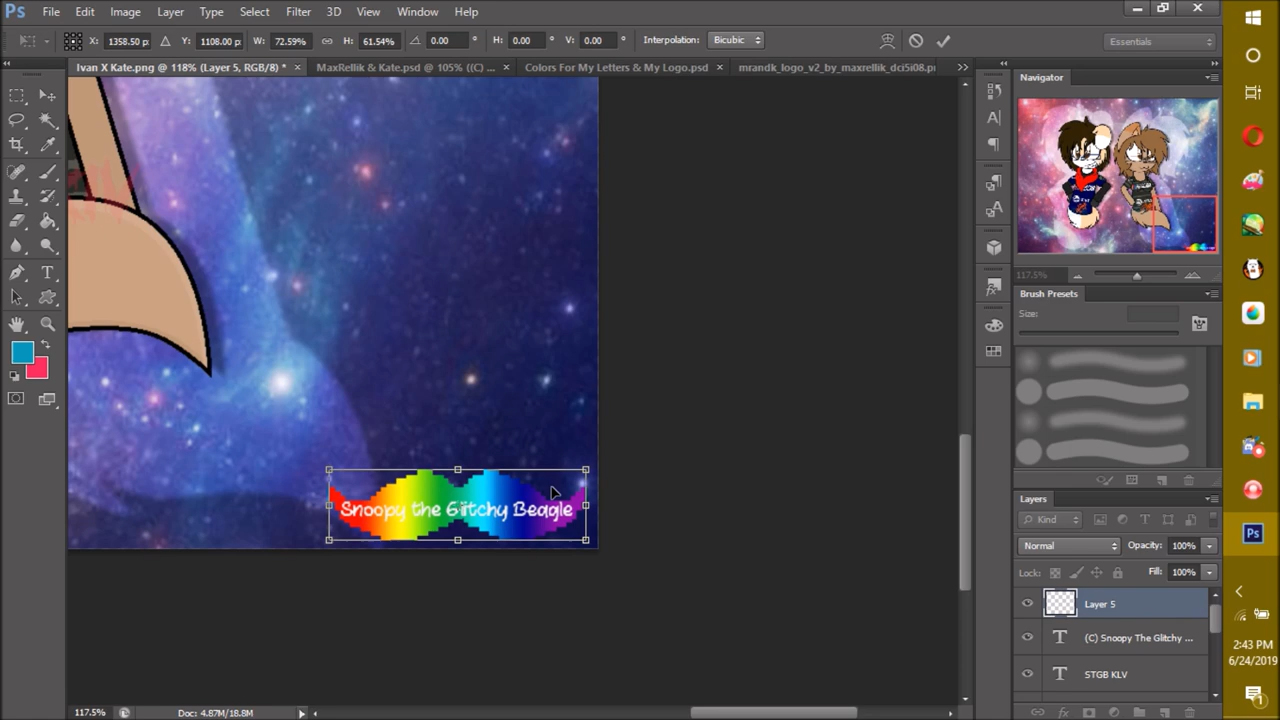 Ps File Edit Image Layer Type Select Filter 3D View Window Help
X: 1358.50 p Y: 1108.00 p W: 72.59% H: 61.54% 0.00 ° H: 0.00 ° V: 0.00 ° Interpolation: Bicubic Essentials
Ivan X Kate.png @ 118% (Layer 5, RGB/8) * × MaxRellik & Kate.psd @ 105% ((C) ... × Colors For My Letters & My Logo.psd × mrandk_logo_v2_by_maxrellik_dci5i08.p
Navigator
117.5%
Brush Presets
Size:
Snoopy the Glitchy Beagle
Layers
Kind
Normal Opacity: 100%
Lock: Fill: 100%
Layer 5
T (C) Snoopy The Glitchy ...
T STGB KLV
117.5% Doc: 4.87M/18.8M
Ps
2:43 PM
6/24/2019
1